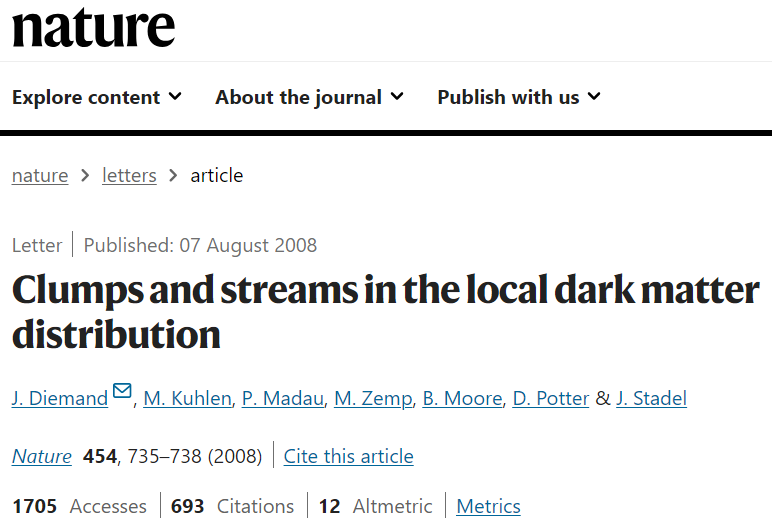 nature
Explore content About the journal Publish with us
nature > letters > article
Letter | Published: 07 August 2008
Clumps and streams in the local dark matter
distribution
J. Diemand, M. Kuhlen, P. Madau, M. Zemp, B. Moore, D. Potter & J. Stadel
Nature 454, 735–738 (2008) | Cite this article
1705 Accesses | 693 Citations | 12 Altmetric | Metrics